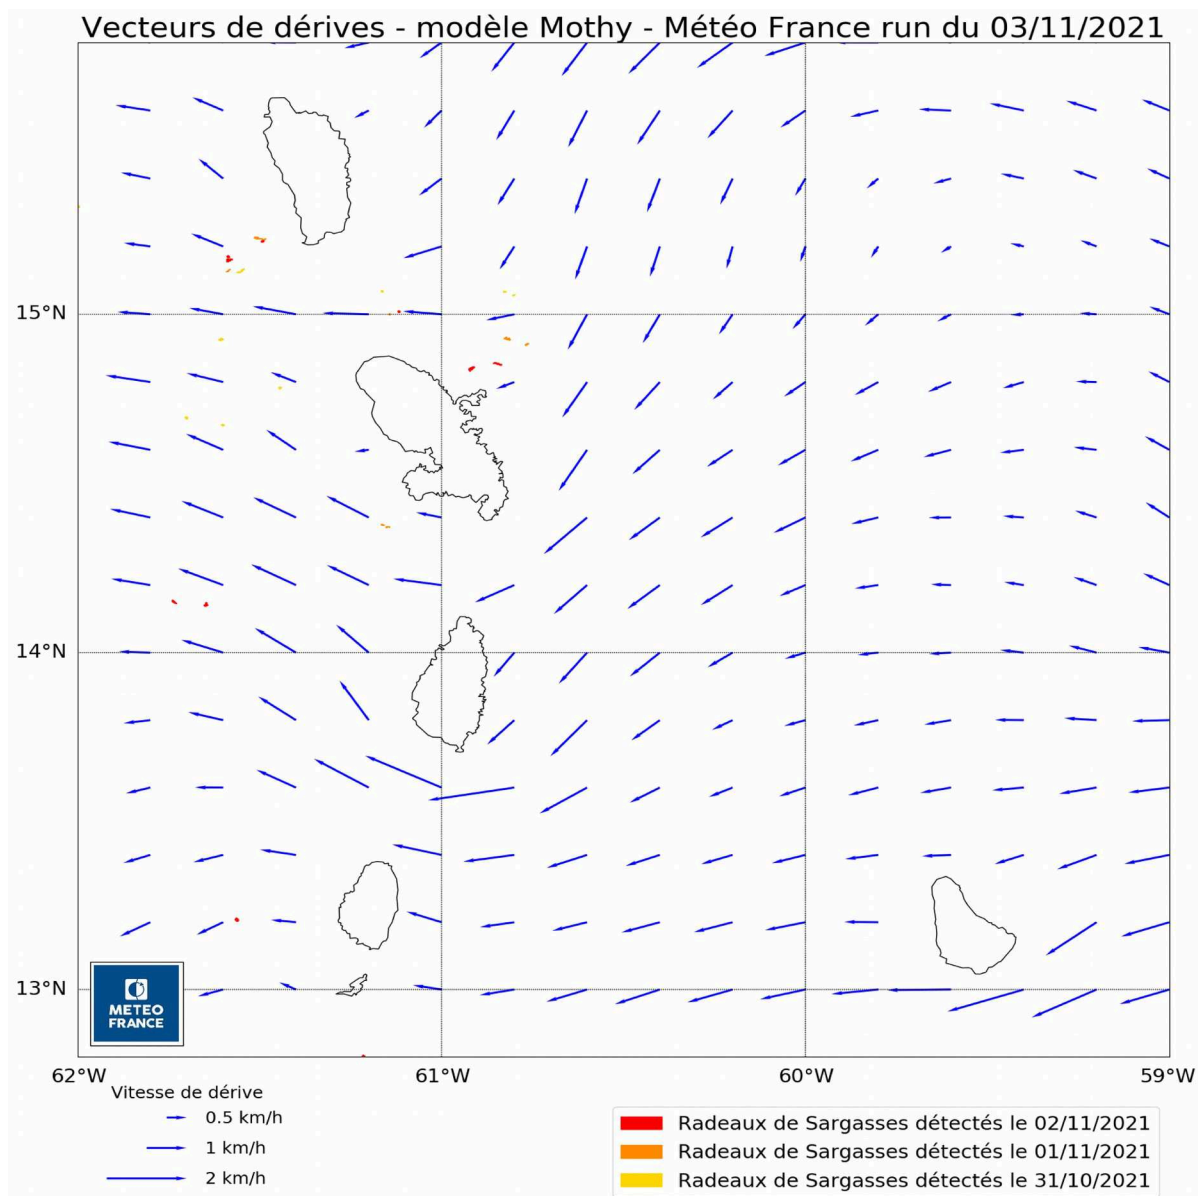 Vecteurs de dérives - modèle Mothy - Météo France run du 03/11/2021
15°N
14°N
13°N
METEO
FRANCE
62°W
61°W
60°W
59°W
Vitesse de dérive
0.5 km/h
1 km/h
2 km/h
Radeaux de Sargasses détectés le 02/11/2021
Radeaux de Sargasses détectés le 01/11/2021
Radeaux de Sargasses détectés le 31/10/2021